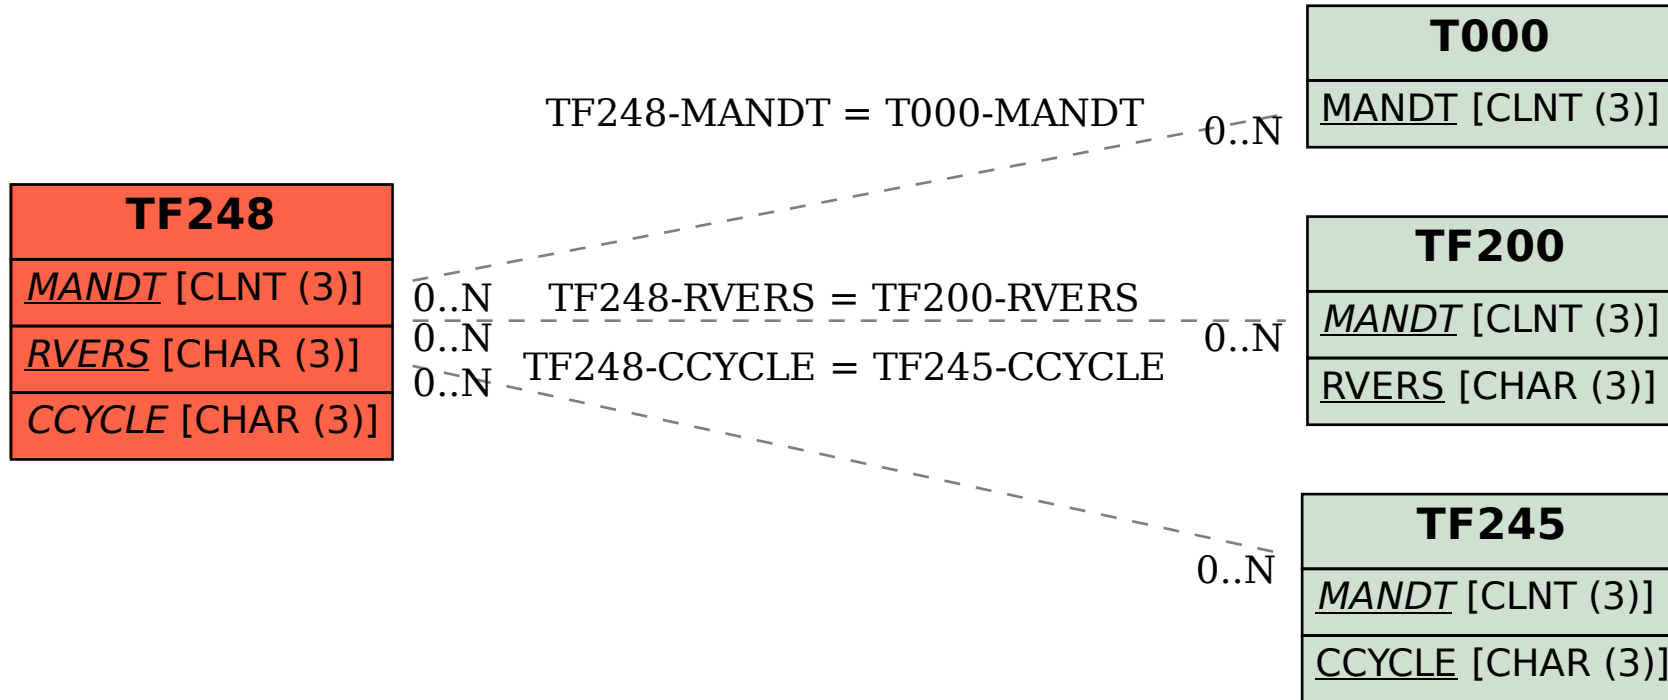 T000
MANDT [CLNT (3)]
TF248-MANDT = T000-MANDT
0..N
TF248
MANDT [CLNT (3)]
RVERS [CHAR (3)]
CCYCLE [CHAR (3)]
0..N
TF248-RVERS = TF200-RVERS
0..N
0..N
TF248-CCYCLE = TF245-CCYCLE
0..N
TF200
MANDT [CLNT (3)]
RVERS [CHAR (3)]
0..N
TF245
MANDT [CLNT (3)]
CCYCLE [CHAR (3)]